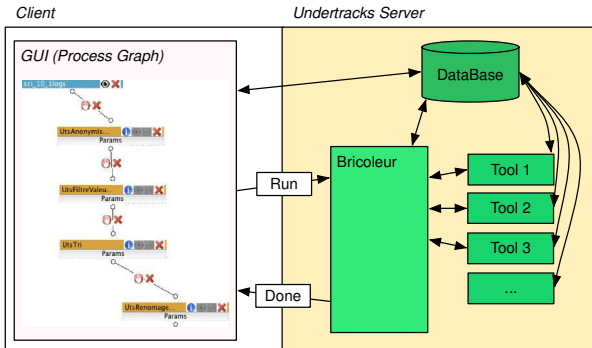 Client
Undertracks Server
GUI (Process Graph)
sci_10_1logs
UtsAnonymis...
Params
UtsFiltreValeu...
Params
UtsTri
Params
UtsRenomage...
Params
Run
Done
DataBase
Bricoleur
Tool 1
Tool 2
Tool 3
...